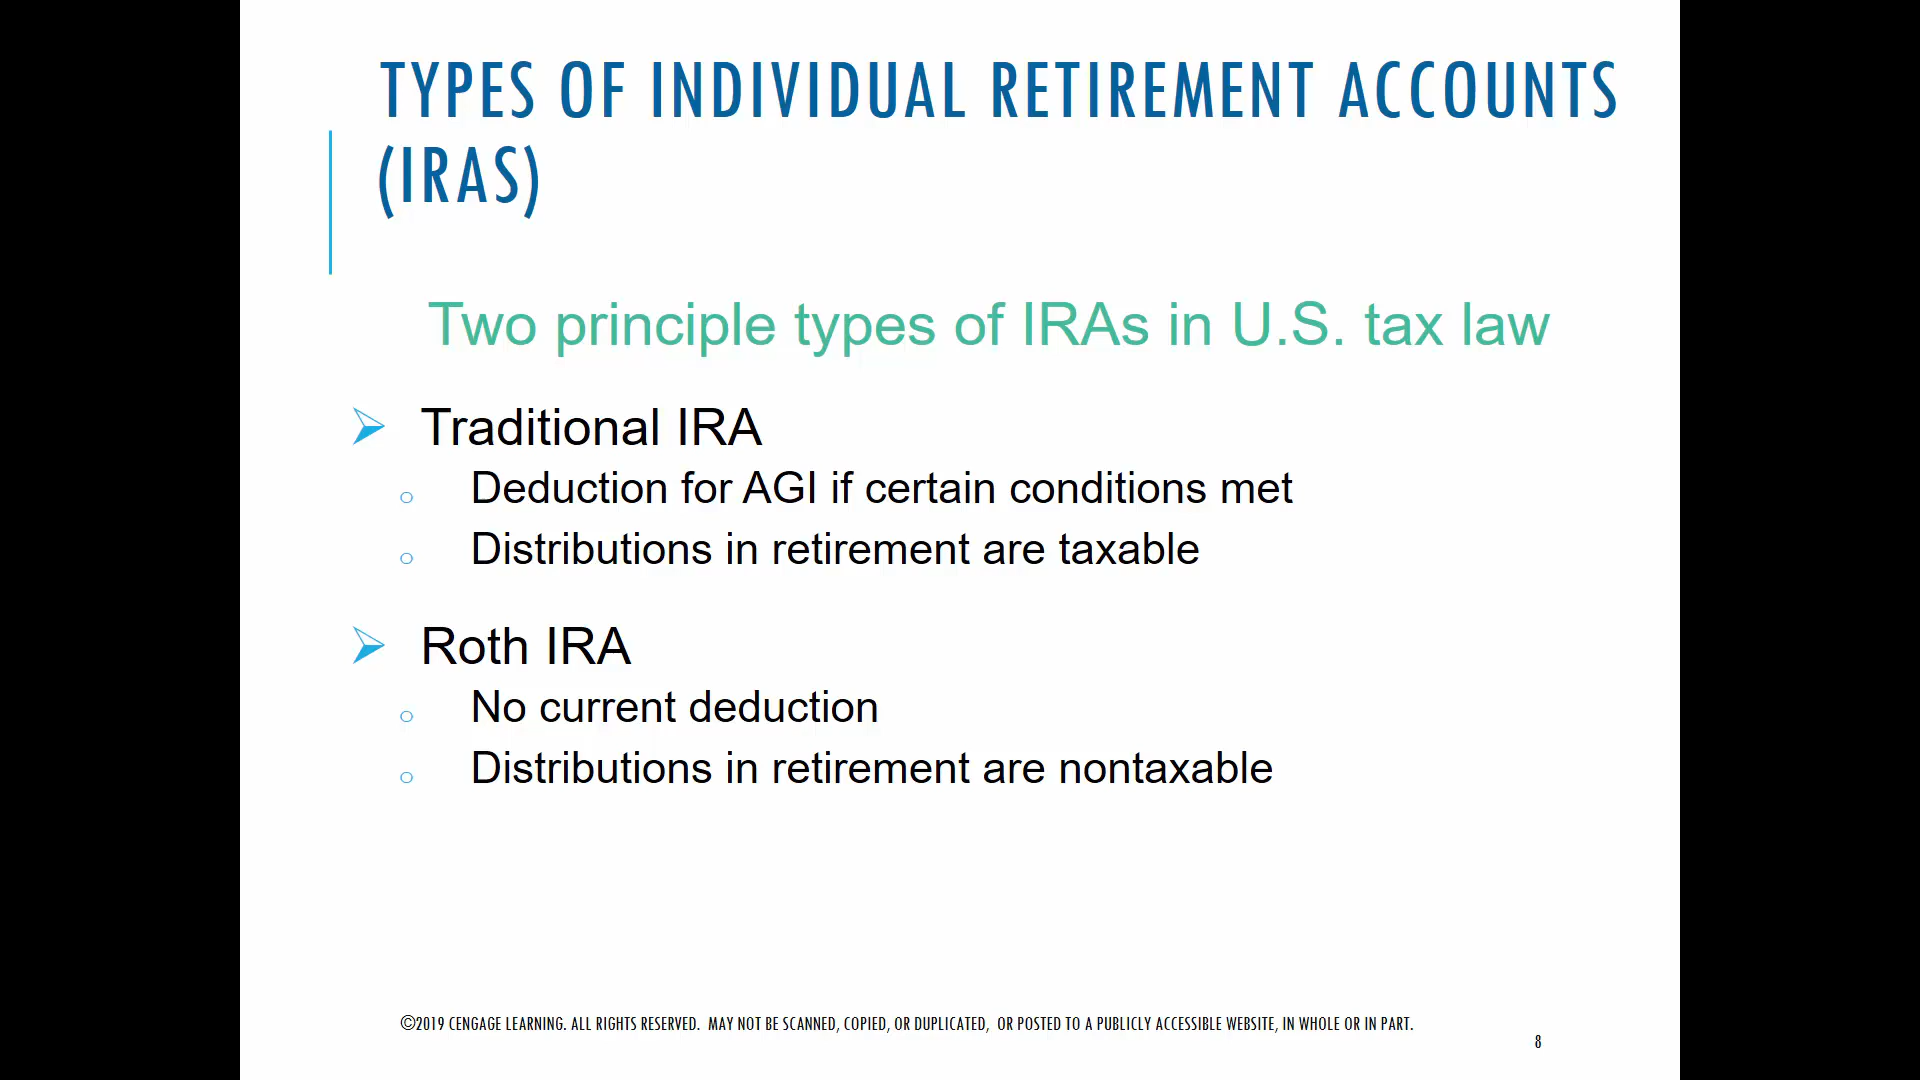 TYPES OF INDIVIDUAL RETIREMENT ACCOUNTS
(IRAS)
Two principle types of IRAs in U.S. tax law
Traditional IRA
Deduction for AGI if certain conditions met
Distributions in retirement are taxable
Roth IRA
No current deduction
Distributions in retirement are nontaxable
©2019 CENGAGE LEARNING. ALL RIGHTS RESERVED. MAY NOT BE SCANNED, COPIED, OR DUPLICATED, OR POSTED TO A PUBLICLY ACCESSIBLE WEBSITE, IN WHOLE OR IN PART.
8